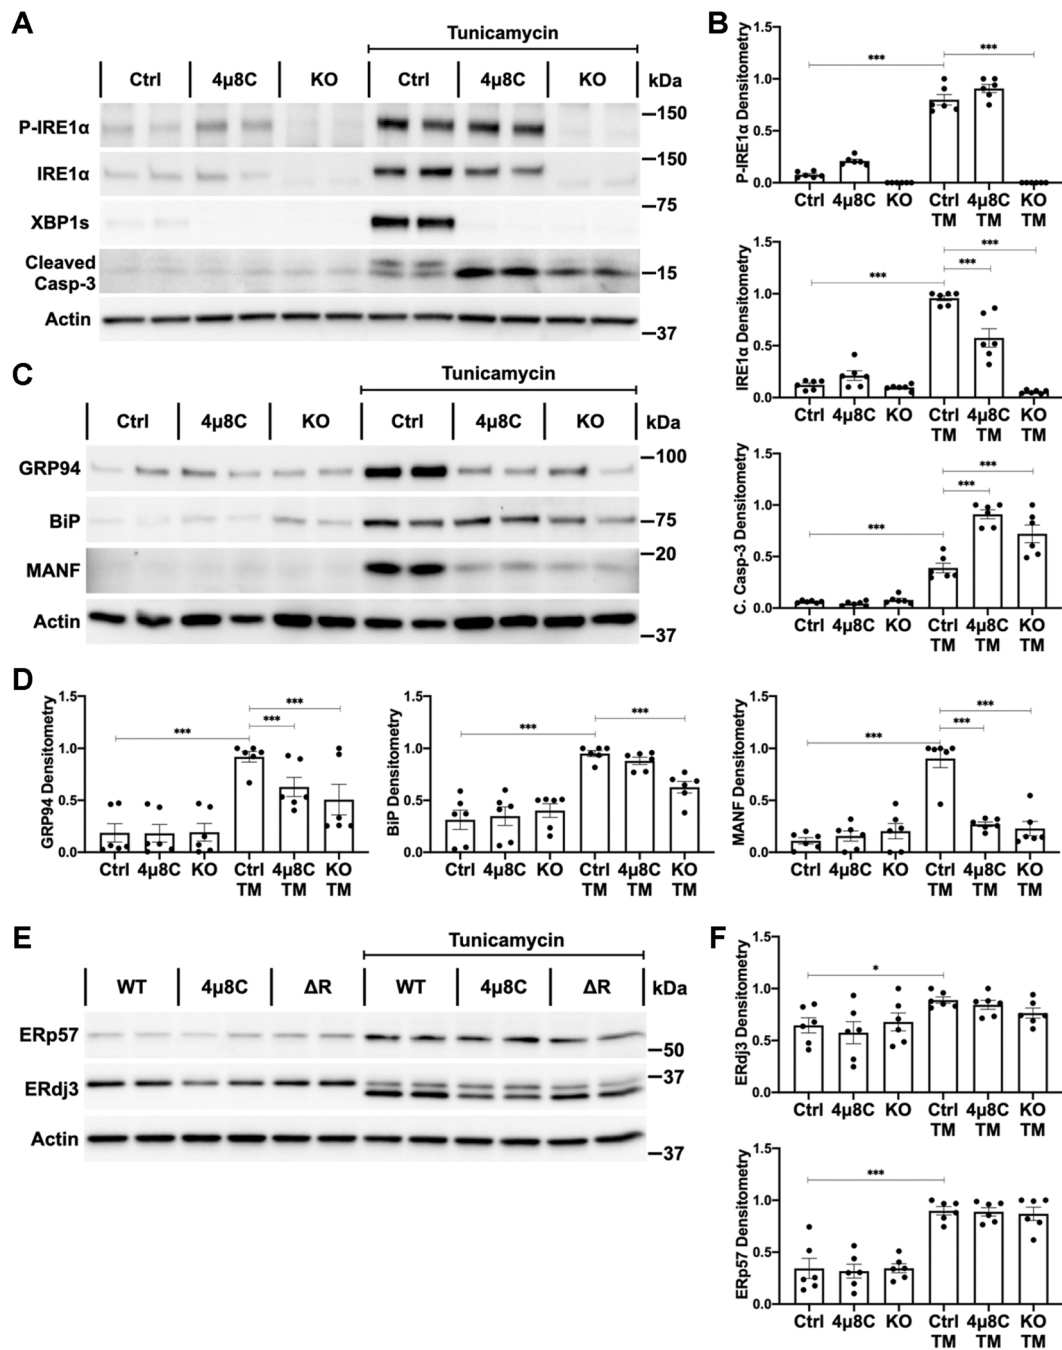 A
Tunicamycin
Ctrl 4µ8C KO Ctrl 4µ8C KO kDa
P-IRE1α
–150
IRE1α
–150
XBP1s
–75
Cleaved
Casp-3
–15
Actin
–37
B
P-IRE1α Densitometry
1.5
1.0
0.5
0.0
***
***
Ctrl 4µ8C KO Ctrl 4µ8C KO
TM TM TM
IRE1α Densitometry
1.5
1.0
0.5
0.0
***
***
***
Ctrl 4µ8C KO Ctrl 4µ8C KO
TM TM TM
C. Casp-3 Densitometry
1.5
1.0
0.5
0.0
***
***
***
Ctrl 4µ8C KO Ctrl 4µ8C KO
TM TM TM
C
Tunicamycin
Ctrl 4µ8C KO Ctrl 4µ8C KO kDa
GRP94
–100
BiP
–75
MANF
–20
Actin
–37
D
GRP94 Densitometry
1.5
1.0
0.5
0.0
***
***
***
Ctrl 4µ8C KO Ctrl 4µ8C KO
TM TM TM
BiP Densitometry
1.5
1.0
0.5
0.0
***
***
Ctrl 4µ8C KO Ctrl 4µ8C KO
TM TM TM
MANF Densitometry
1.5
1.0
0.5
0.0
***
***
***
Ctrl 4µ8C KO Ctrl 4µ8C KO
TM TM TM
E
Tunicamycin
WT 4µ8C ΔR WT 4µ8C ΔR kDa
ERp57
–50
ERdj3
–37
Actin
–37
F
ERdj3 Densitometry
1.5
1.0
0.5
0.0
*
Ctrl 4µ8C KO Ctrl 4µ8C KO
TM TM TM
ERp57 Densitometry
1.5
1.0
0.5
0.0
***
Ctrl 4µ8C KO Ctrl 4µ8C KO
TM TM TM